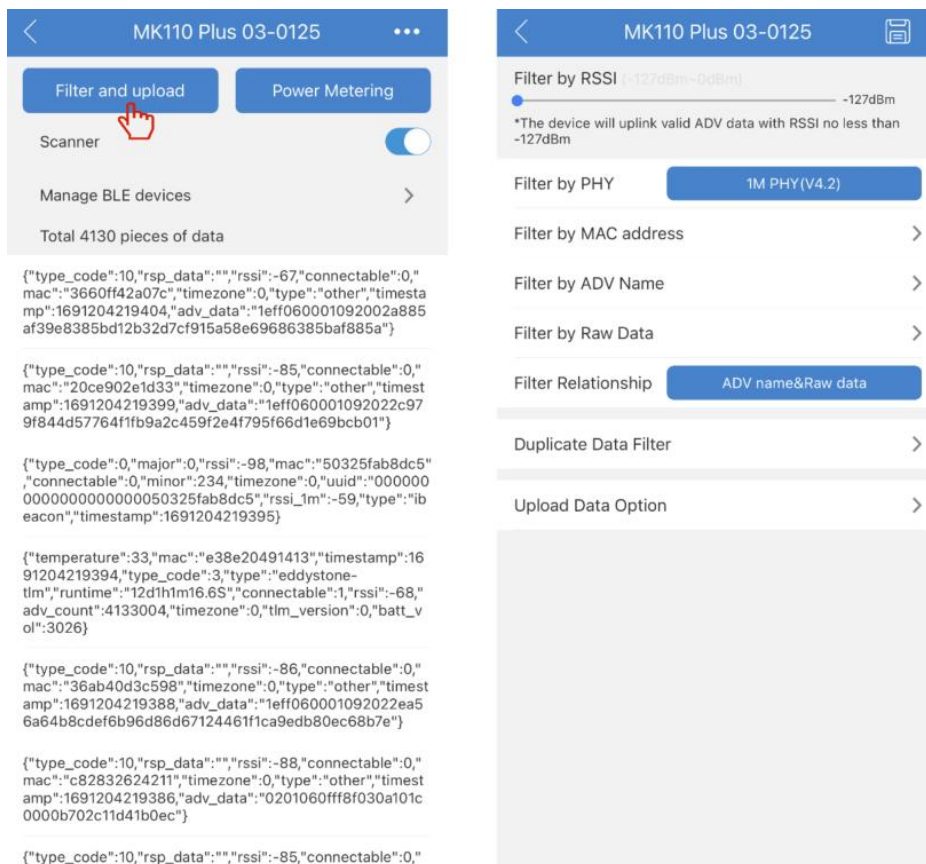 MK110 Plus 03-0125
Filter and upload
Power Metering
Scanner
Manage BLE devices
Total 4130 pieces of data
{"type_code":10,"rsp_data":"","rssi":-67,"connectable":0,"
mac":"3660ff42a07c","timezone":0,"type":"other","timesta
mp":1691204219404,"adv_data":"1eff060001092002a885
af39e8385bd12b32d7cf915a58e69686385baf885a"}
{"type_code":10,"rsp_data":"","rssi":-85,"connectable":0,"
mac":"20ce902e1d33","timezone":0,"type":"other","timest
amp":1691204219399,"adv_data":"1eff060001092022c97
9f844d57764f1fb9a2c459f2e4f795f66d1e69bcb01"}
{"type_code":0,"major":0,"rssi":-98,"mac":"50325fab8dc5"
,"connectable":0,"minor":234,"timezone":0,"uuid":"000000
0000000000000050325fab8dc5","rssi_1m":-59,"type":"ib
eacon","timestamp":1691204219395}
{"temperature":33,"mac":"e38e20491413","timestamp":16
91204219394,"type_code":3,"type":"eddystone-
tlm","runtime":"12d1h1m16.6S","connectable":1,"rssi":-68,"
adv_count":4133004,"timezone":0,"tlm_version":0,"batt_v
ol":3026}
{"type_code":10,"rsp_data":"","rssi":-86,"connectable":0,"
mac":"36ab40d3c598","timezone":0,"type":"other","timest
amp":1691204219388,"adv_data":"1eff060001092022ea5
6a64b8cdef6b96d86d67124461f1ca9edb80ec68b7e"}
{"type_code":10,"rsp_data":"","rssi":-88,"connectable":0,"
mac":"c82832624211","timezone":0,"type":"other","timest
amp":1691204219386,"adv_data":"0201060fff8f030a101c
0000b702c11d41b0ec"}
{"type_code":10,"rsp_data":"","rssi":-85,"connectable":0,"
MK110 Plus 03-0125
Filter by RSSI (-127dBm~0dBm)
-127dBm
*The device will uplink valid ADV data with RSSI no less than
-127dBm
Filter by PHY
1M PHY(V4.2)
Filter by MAC address
Filter by ADV Name
Filter by Raw Data
Filter Relationship
ADV name&Raw data
Duplicate Data Filter
Upload Data Option